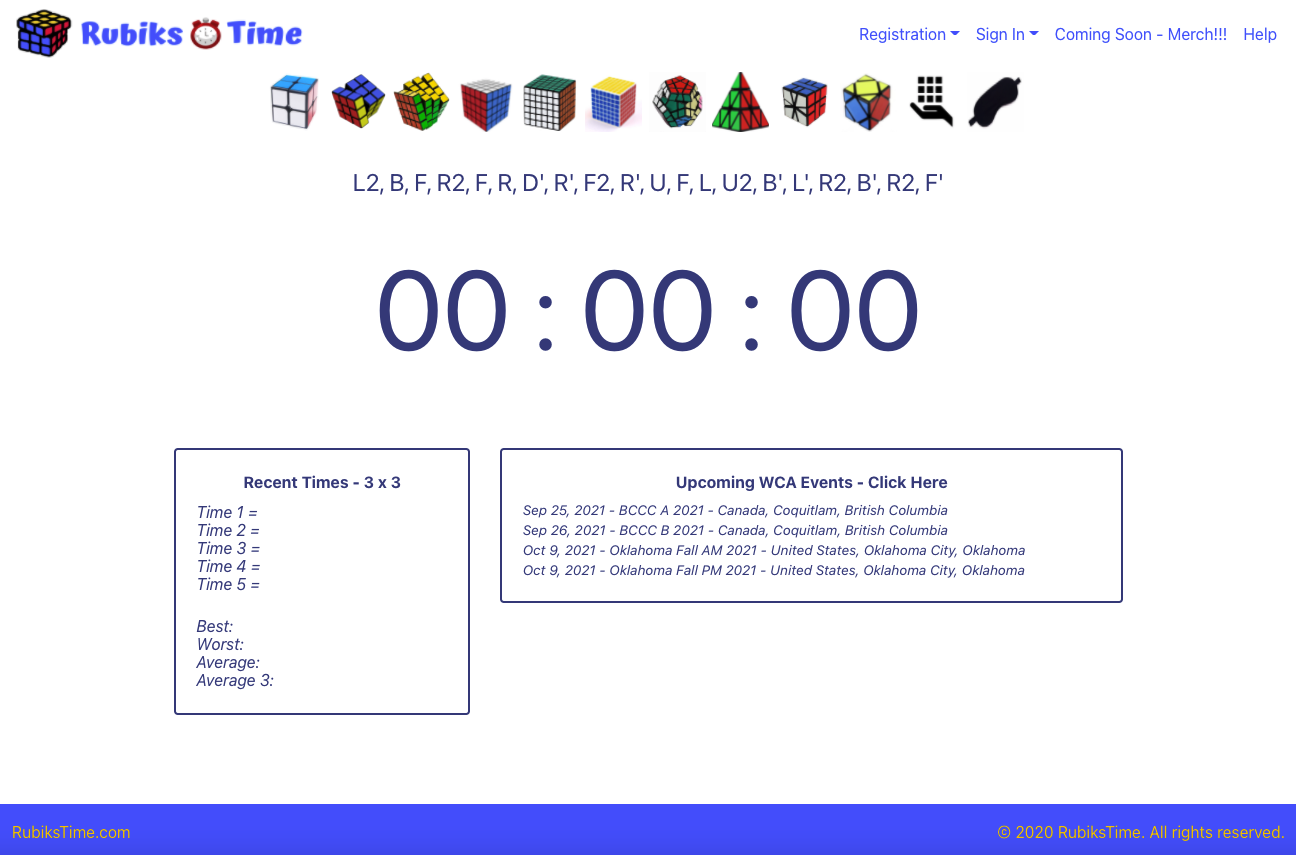 Rubiks Time
Registration Sign In Coming Soon - Merch!!! Help
L2, B, F, R2, F, R, D', R', F2, R', U, F, L, U2, B', L', R2, B', R2, F'
00 : 00 : 00
Recent Times - 3 x 3
Time 1 =
Time 2 =
Time 3 =
Time 4 =
Time 5 =
Best:
Worst:
Average:
Average 3:
Upcoming WCA Events - Click Here
Sep 25, 2021 - BCCC A 2021 - Canada, Coquitlam, British Columbia
Sep 26, 2021 - BCCC B 2021 - Canada, Coquitlam, British Columbia
Oct 9, 2021 - Oklahoma Fall AM 2021 - United States, Oklahoma City, Oklahoma
Oct 9, 2021 - Oklahoma Fall PM 2021 - United States, Oklahoma City, Oklahoma
RubiksTime.com
© 2020 RubiksTime. All rights reserved.